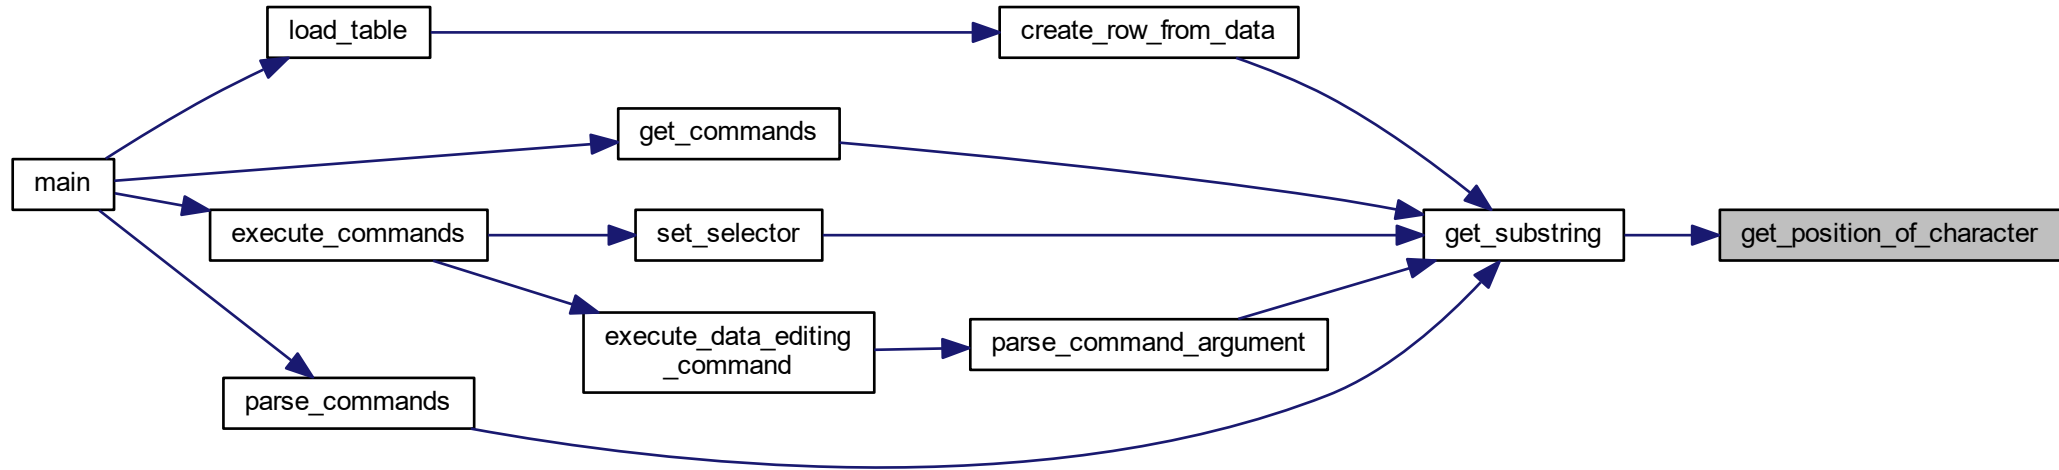 load_table
create_row_from_data
get_commands
main
execute_commands
set_selector
get_substring
get_position_of_character
execute_data_editing
_command
parse_command_argument
parse_commands